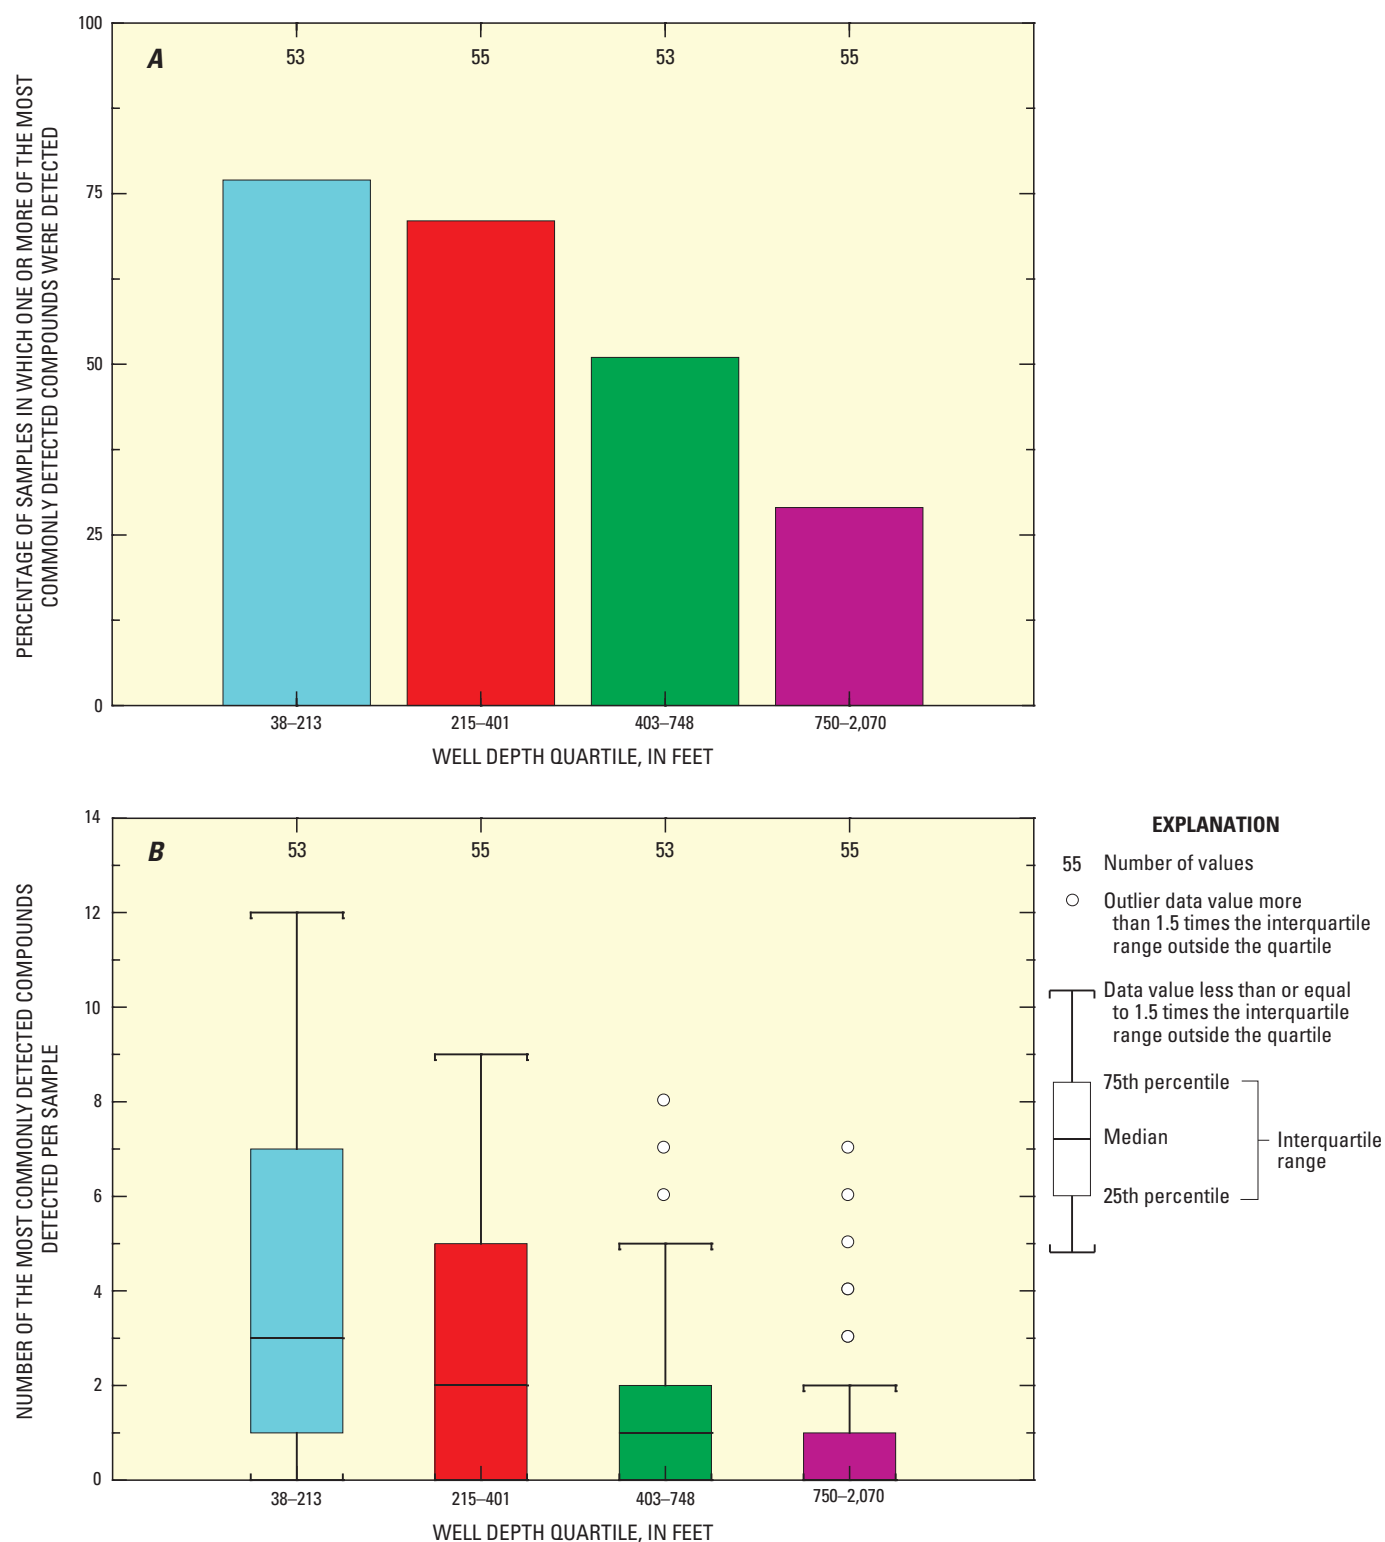 PERCENTAGE OF SAMPLES IN WHICH ONE OR MORE OF THE MOST
COMMONLY DETECTED COMPOUNDS WERE DETECTED
100
75
50
25
0
A
53
55
53
55
38–213
215–401
403–748
750–2,070
WELL DEPTH QUARTILE, IN FEET
NUMBER OF THE MOST COMMONLY DETECTED COMPOUNDS
DETECTED PER SAMPLE
14
12
10
8
6
4
2
0
B
53
55
53
55
38–213
215–401
403–748
750–2,070
WELL DEPTH QUARTILE, IN FEET
EXPLANATION
55 Number of values
Outlier data value more
than 1.5 times the interquartile
range outside the quartile
Data value less than or equal
to 1.5 times the interquartile
range outside the quartile
75th percentile
Median
25th percentile
Interquartile
range